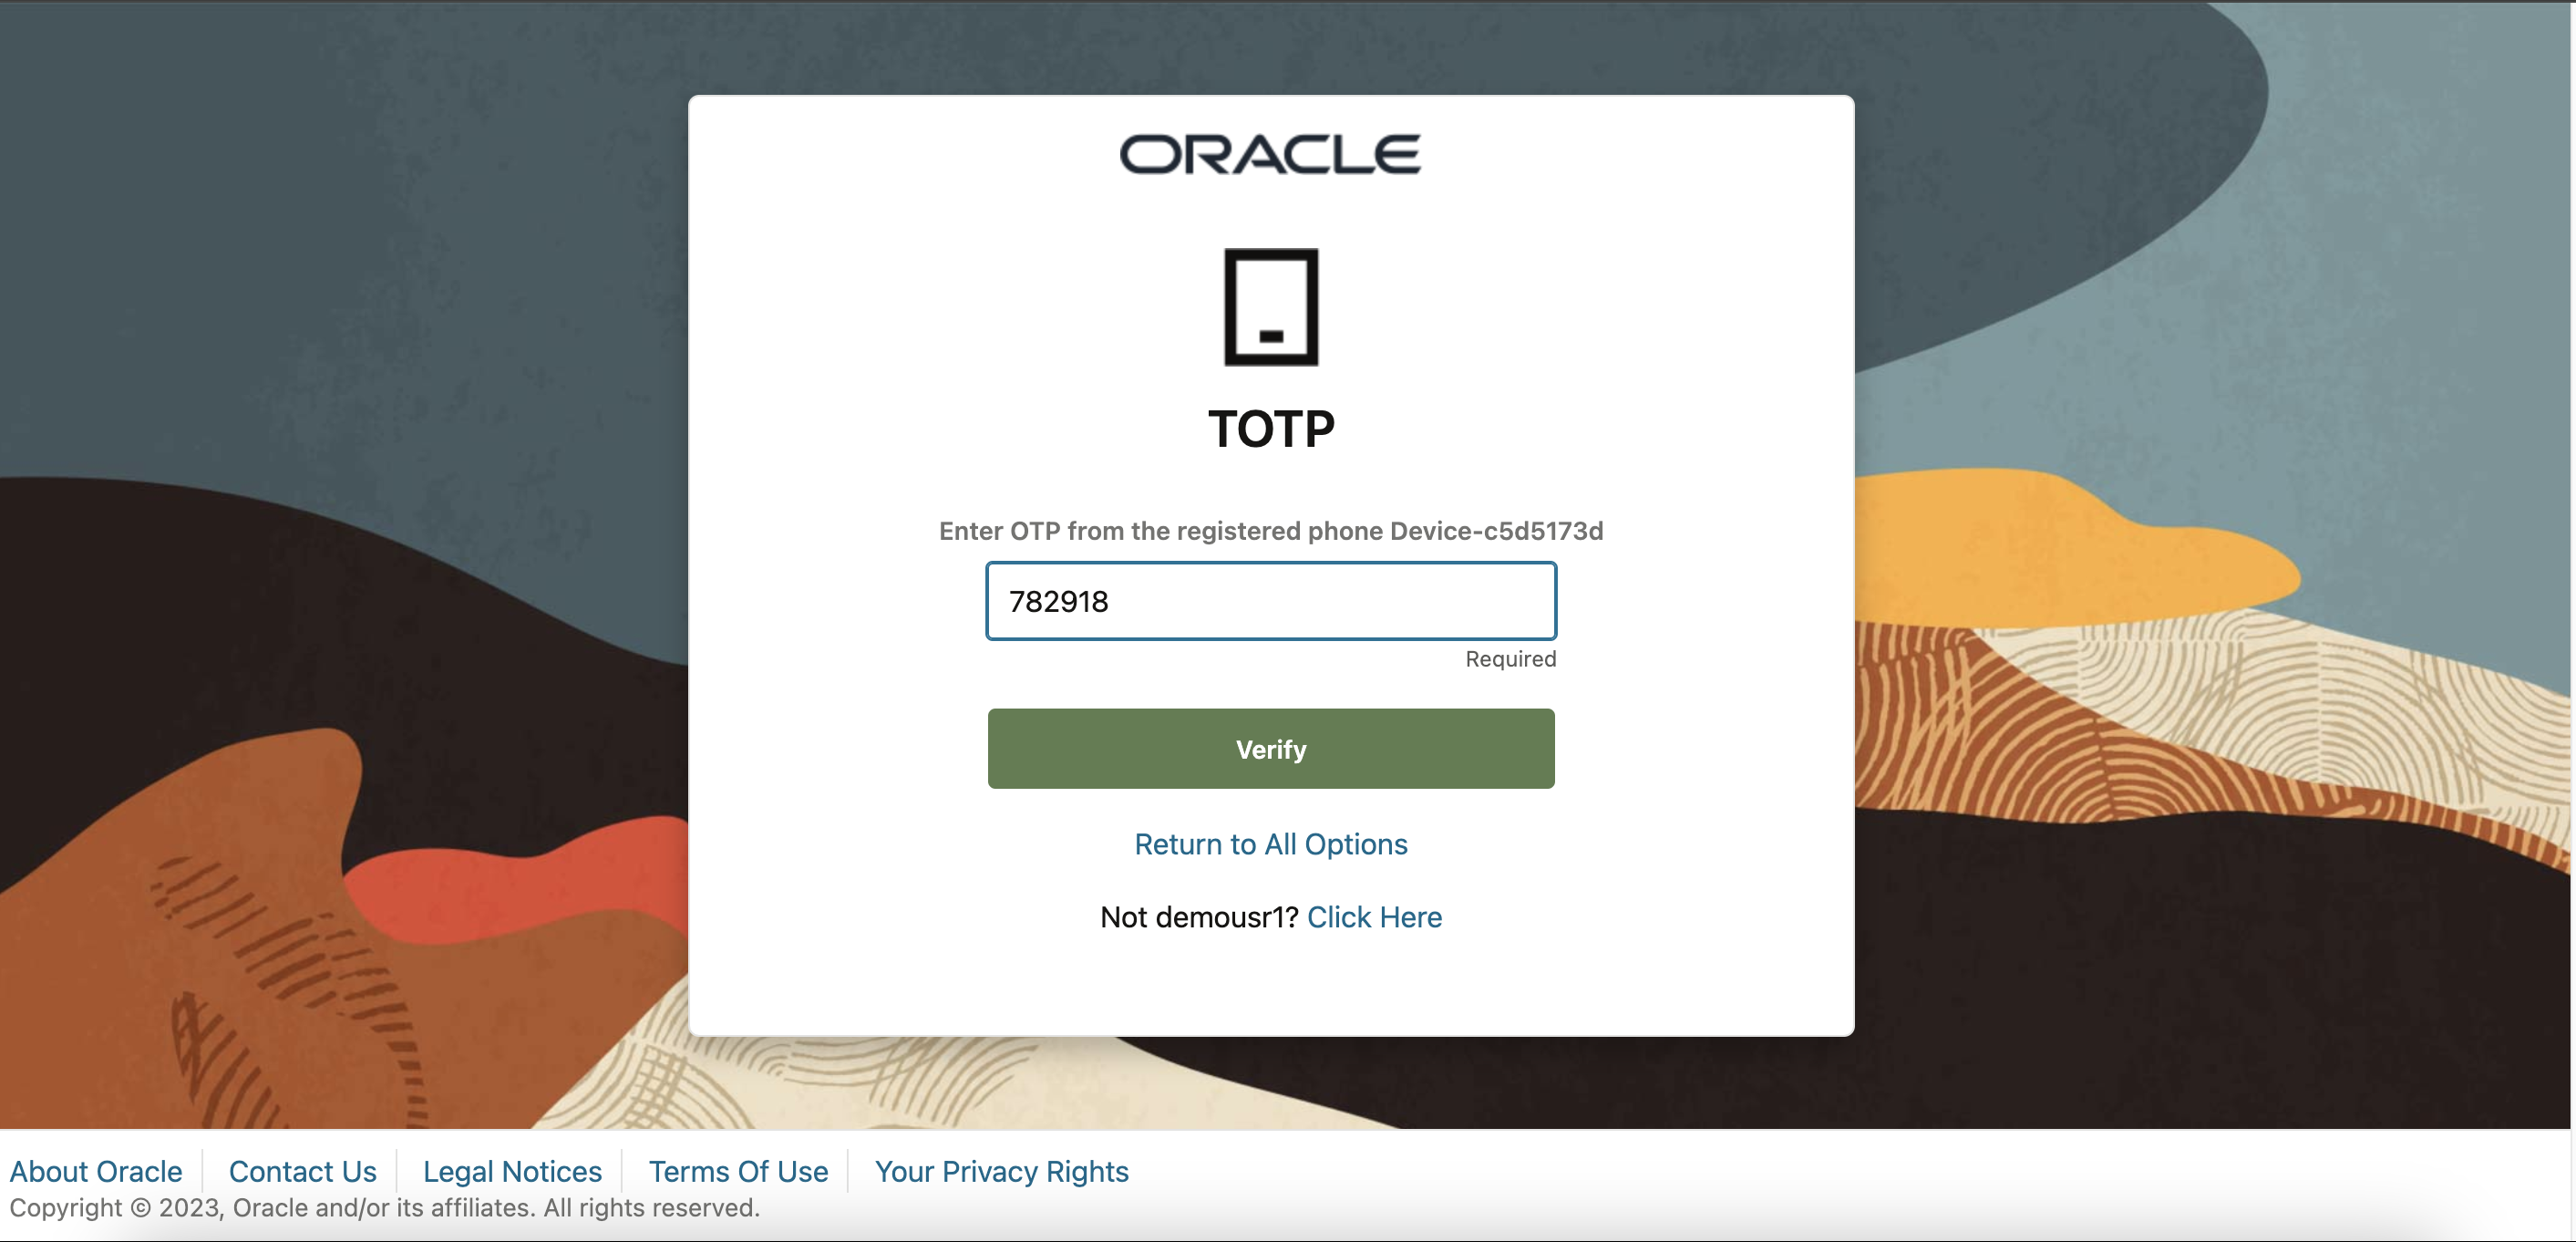 ORACLE
TOTP
Enter OTP from the registered phone Device-c5d5173d
782918
Required
Verify
Return to All Options
Not demousr1? Click Here
About Oracle Contact Us Legal Notices Terms Of Use Your Privacy Rights
Copyright © 2023, Oracle and/or its affiliates. All rights reserved.